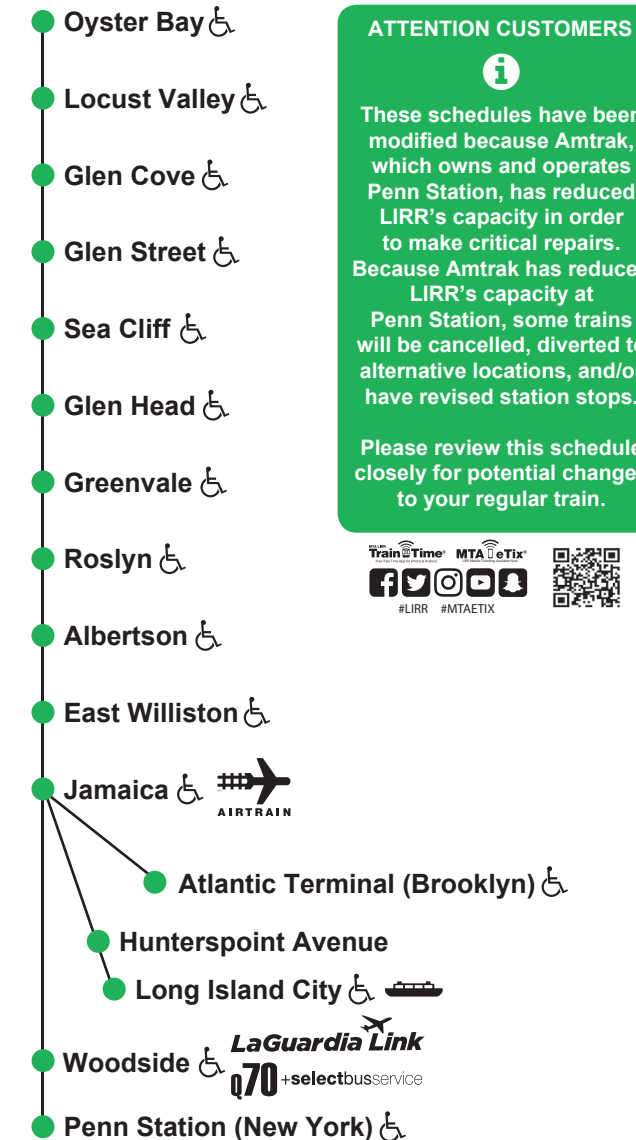 Oyster Bay
Locust Valley
Glen Cove
Glen Street
Sea Cliff
Glen Head
Greenvale
Roslyn
Albertson
East Williston
Jamaica
AIRTRAIN
Atlantic Terminal (Brooklyn)
Hunterspoint Avenue
Long Island City
Woodside
LaGuardia Link
Q70 +selectbusservice
Penn Station (New York)
ATTENTION CUSTOMERS
These schedules have been
modified because Amtrak,
which owns and operates
Penn Station, has reduced
LIRR's capacity in order
to make critical repairs.
Because Amtrak has reduce
LIRR's capacity at
Penn Station, some trains
will be cancelled, diverted to
alternative locations, and/or
have revised station stops.
Please review this schedule
closely for potential change
to your regular train.
Train Time® MTA eTix®
#LIRR #MTAETIX